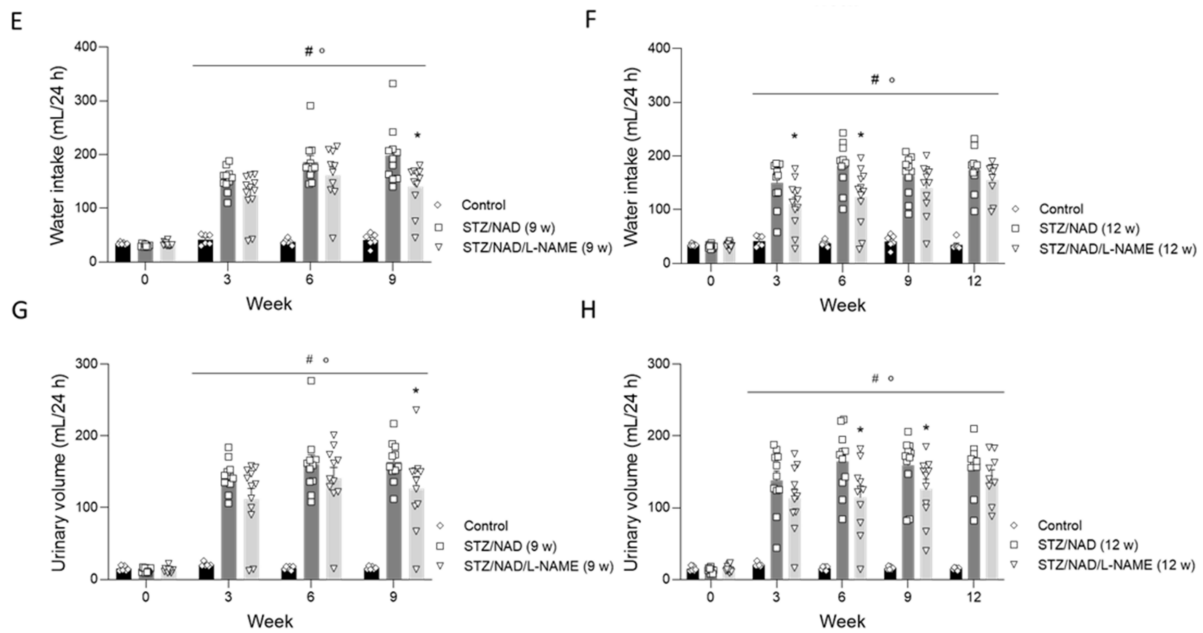 E
Water intake (mL/24 h)
400
300
200
100
0
# °
*
0 3 6 9
Week
Control
STZ/NAD (9 w)
STZ/NAD/L-NAME (9 w)
F
Water intake (mL/24 h)
400
300
200
100
0
# °
* *
0 3 6 9 12
Week
Control
STZ/NAD (12 w)
STZ/NAD/L-NAME (12 w)
G
Urinary volume (mL/24 h)
300
200
100
0
# °
*
0 3 6 9
Week
Control
STZ/NAD (9 w)
STZ/NAD/L-NAME (9 w)
H
Urinary volume (mL/24 h)
300
200
100
0
# °
* *
0 3 6 9 12
Week
Control
STZ/NAD (12 w)
STZ/NAD/L-NAME (12 w)